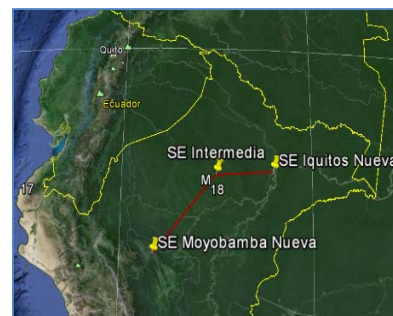 Quito
Ecuador
SE Intermedia
SE Iquitos Nueva
M
17
18
SE Moyobamba Nueva